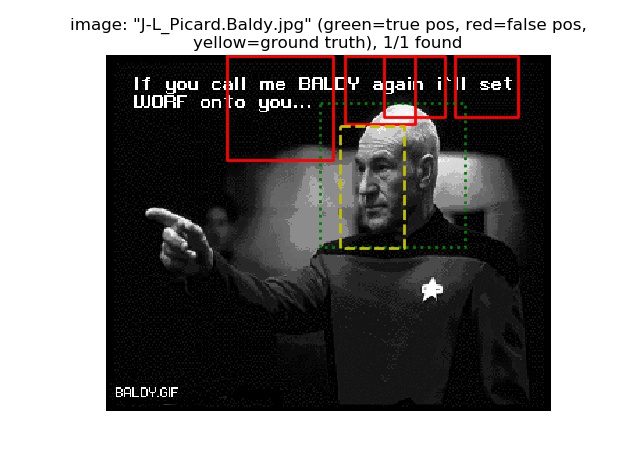 image: "J-L_Picard.Baldy.jpg" (green=true pos, red=false pos,
yellow=ground truth), 1/1 found
If you call me BALDY again i'll set
WORF onto you...
BALDY.GIF